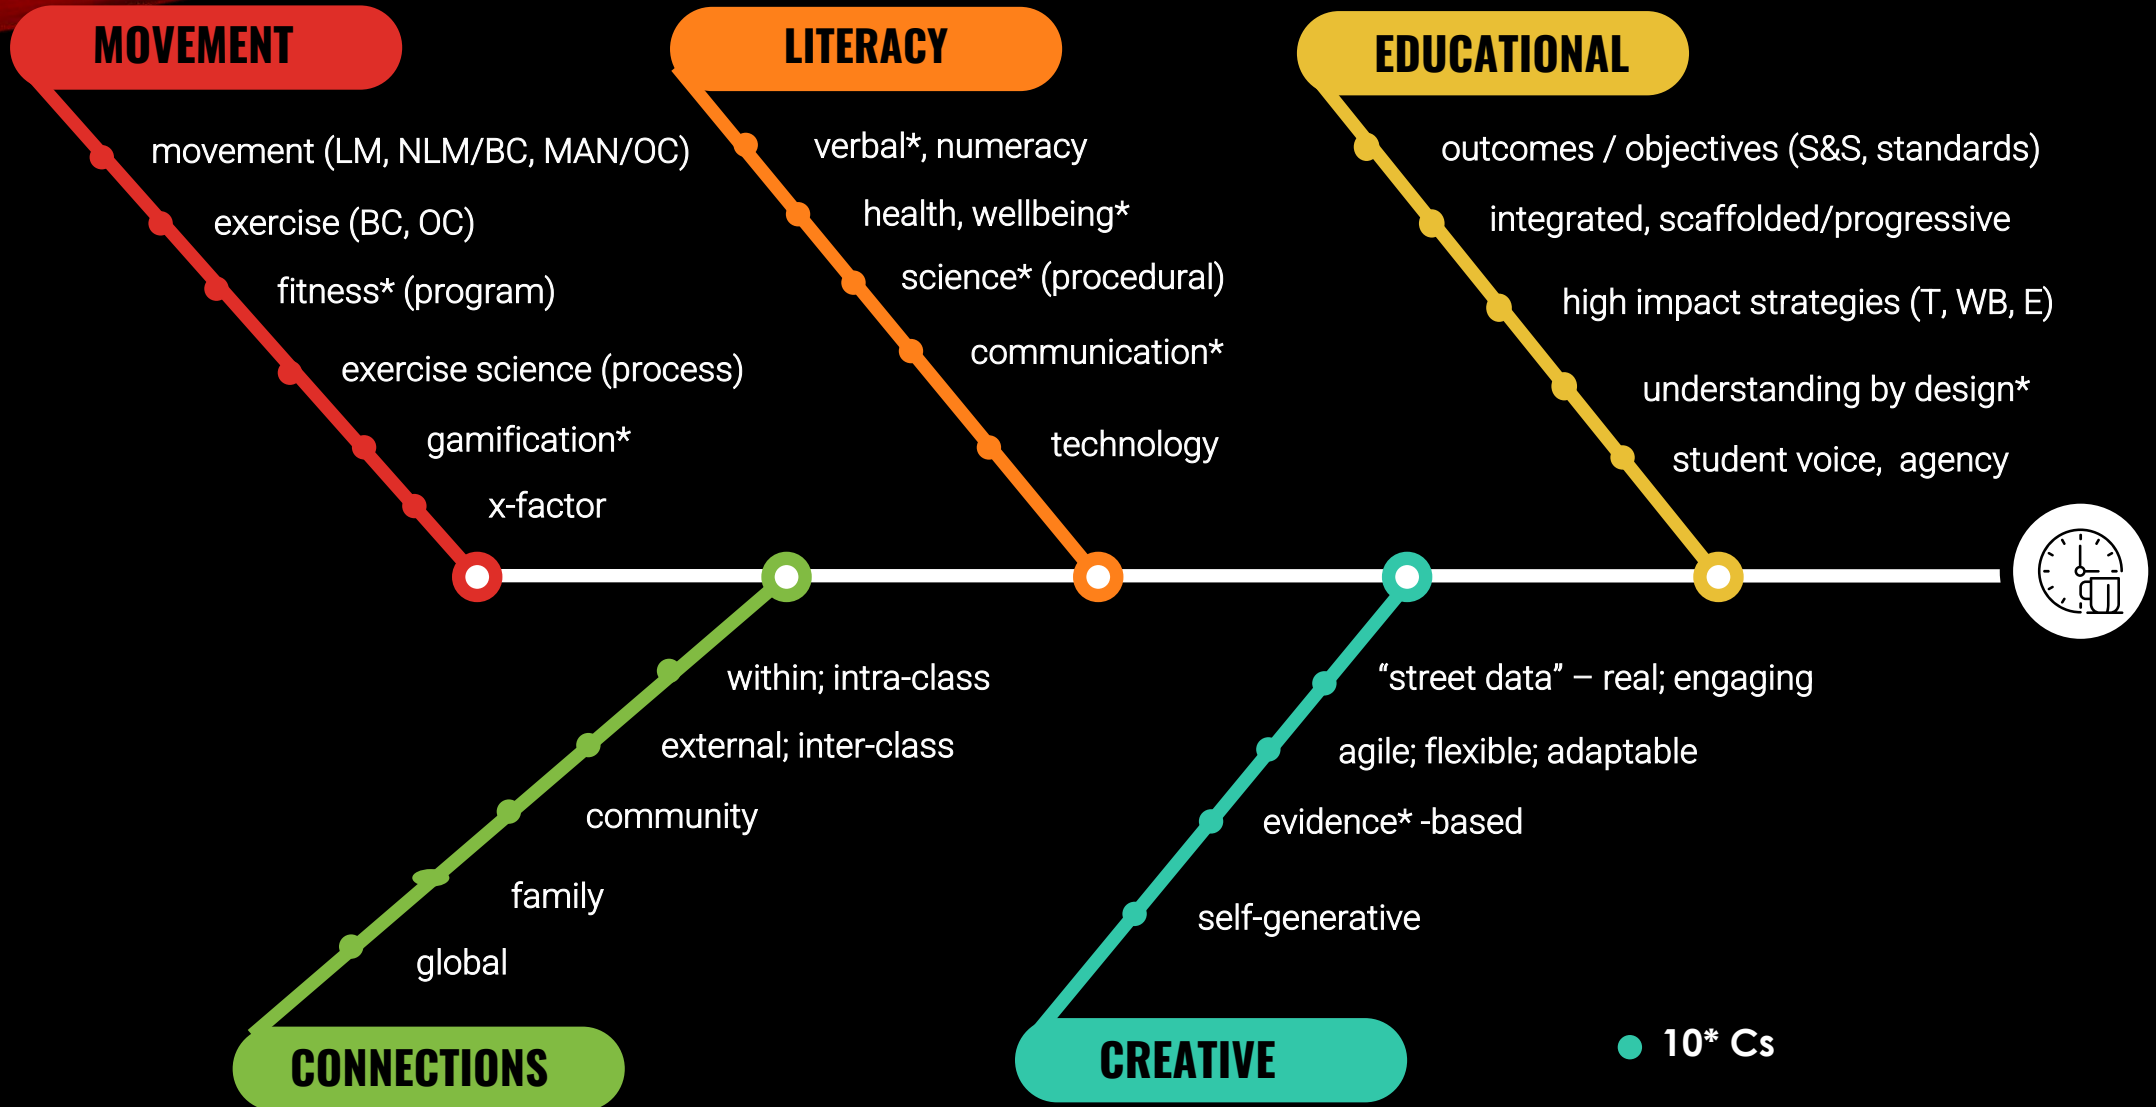 MOVEMENT
movement (LM, NLM/BC, MAN/OC)
exercise (BC, OC)
fitness* (program)
exercise science (process)
gamification*
x-factor
LITERACY
verbal*, numeracy
health, wellbeing*
science* (procedural)
communication*
technology
EDUCATIONAL
outcomes / objectives (S&S, standards)
integrated, scaffolded/progressive
high impact strategies (T, WB, E)
understanding by design*
student voice,  agency
within; intra-class
external; inter-class
community
family
global
CONNECTIONS
“street data” – real; engaging
agile; flexible; adaptable
evidence* -based
self-generative
CREATIVE
10* Cs